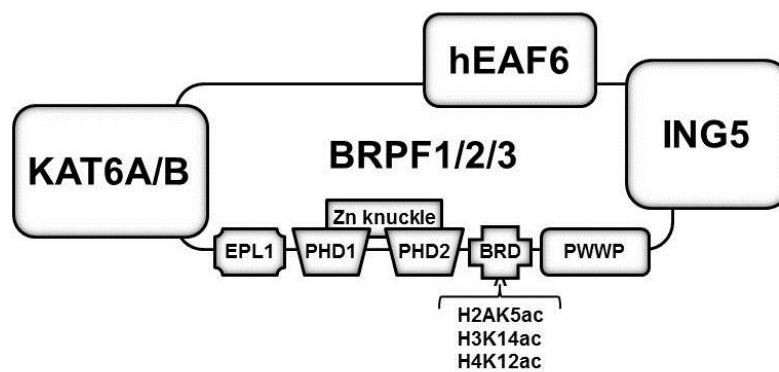 hEAF6
ING5
KAT6A/B
BRPF1/2/3
Zn knuckle
EPL1
PHD1
PHD2
BRD
PWWP
H2AK5ac
H3K14ac
H4K12ac